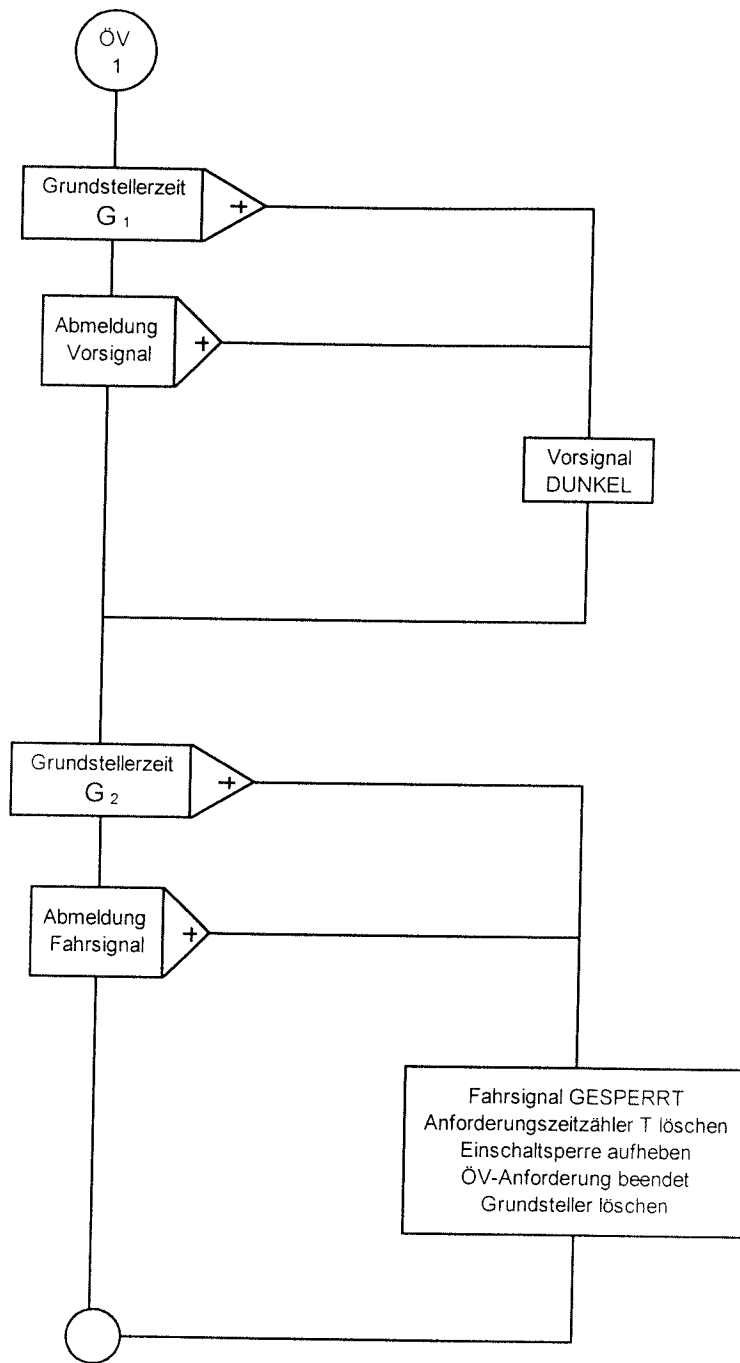 ÖV
1
Grundstellerzeit
G 1
+
Abmeldung
Vorsignal
+
Vorsignal
DUNKEL
Grundstellerzeit
G 2
+
Abmeldung
Fahrsignal
+
Fahrsignal GESPERRT
Anforderungszeitzähler T löschen
Einschaltsperre aufheben
ÖV-Anforderung beendet
Grundsteller löschen